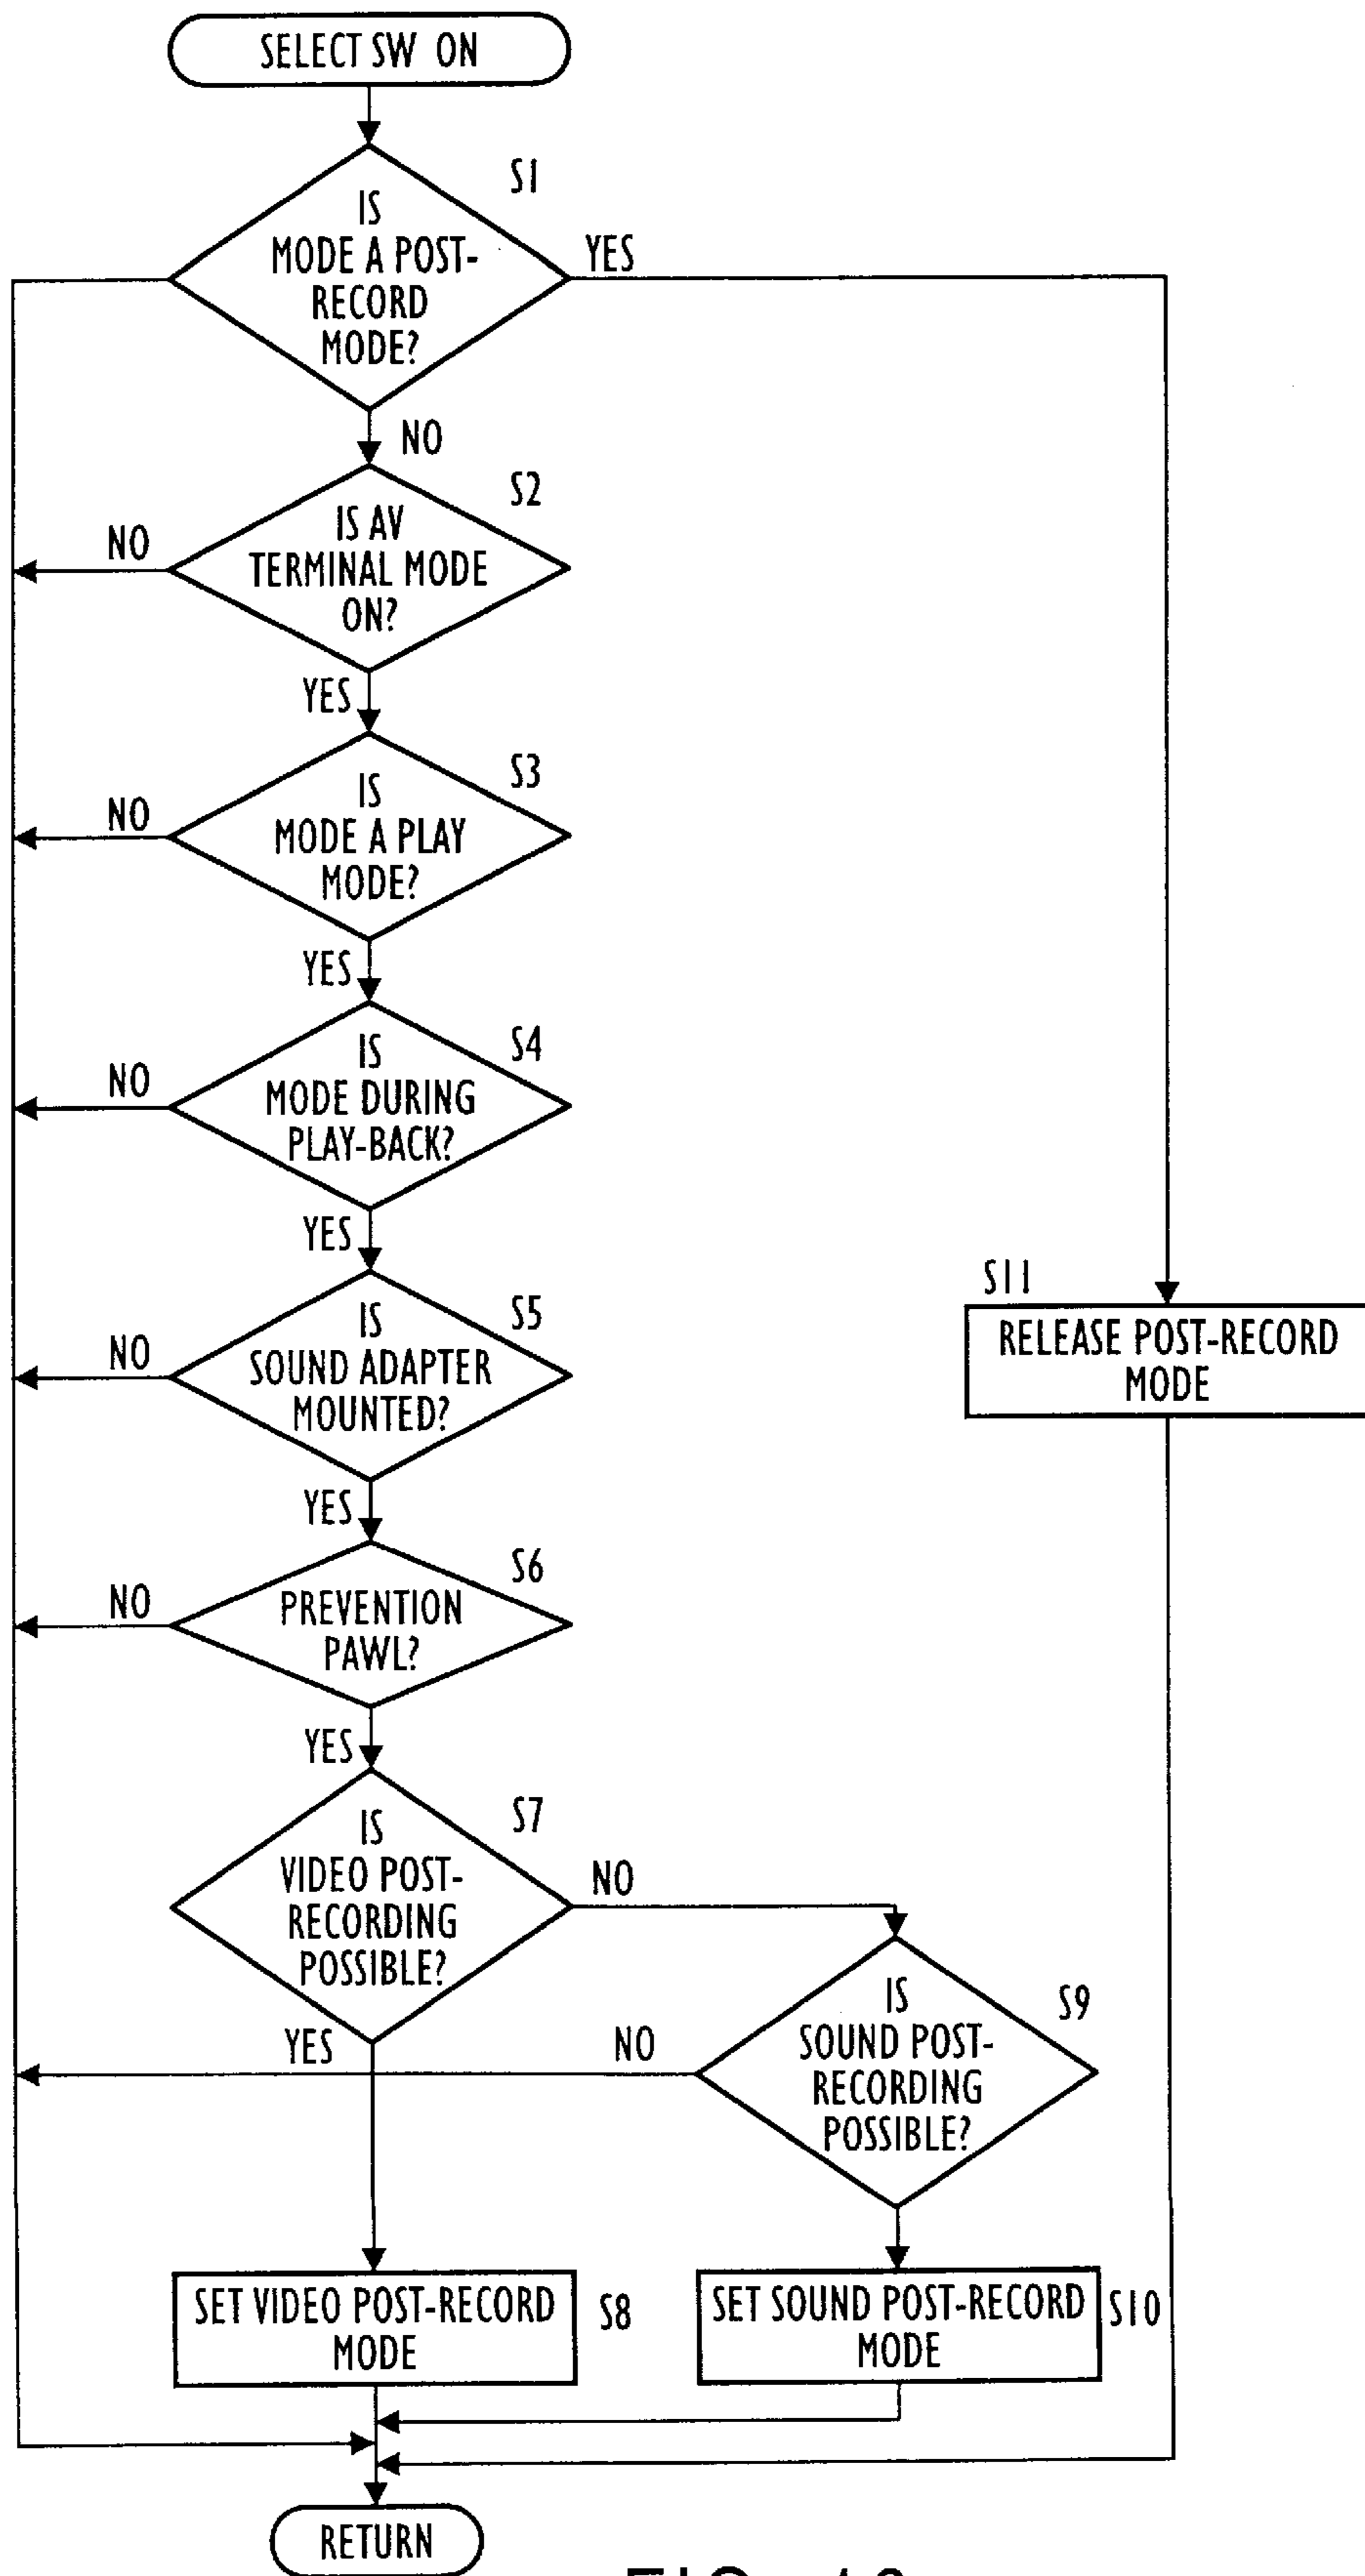 SELECT SW ON
S1
IS
MODE A POST-
RECORD
MODE?
YES
NO
S2
IS AV
TERMINAL MODE
ON?
NO
YES
S3
IS
MODE A PLAY
MODE?
NO
YES
S4
IS
MODE DURING
PLAY-BACK?
NO
YES
S5
IS
SOUND ADAPTER
MOUNTED?
NO
YES
S11
RELEASE POST-RECORD
MODE
S6
PREVENTION
PAWL?
NO
YES
S7
IS
VIDEO POST-
RECORDING
POSSIBLE?
NO
YES
S9
IS
SOUND POST-
RECORDING
POSSIBLE?
NO
SET VIDEO POST-RECORD
MODE
S8
SET SOUND POST-RECORD
MODE
S10
RETURN